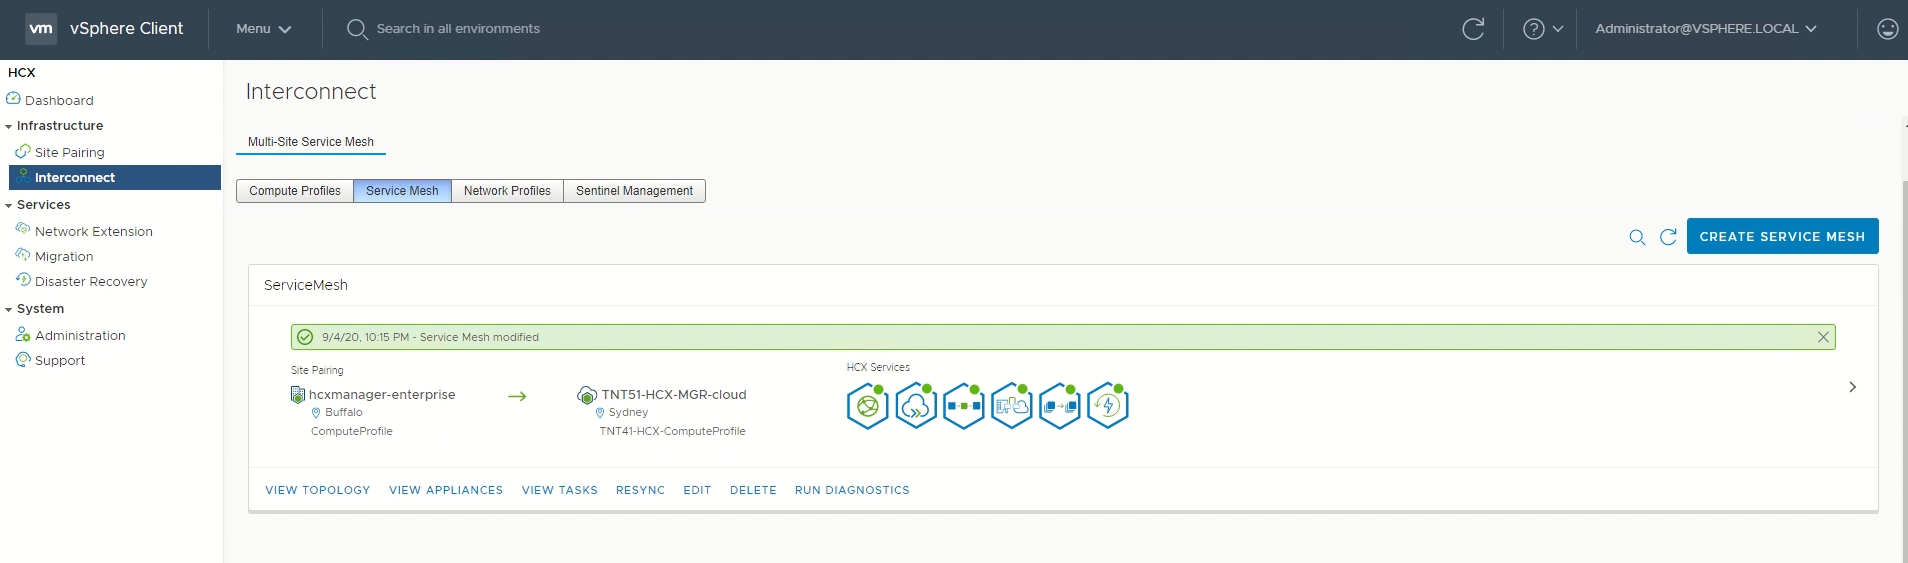 vm vSphere Client Menu Search in all environments ? Administrator@VSPHERE.LOCAL
HCX
Dashboard
Infrastructure
Site Pairing
Interconnect
Services
Network Extension
Migration
Disaster Recovery
System
Administration
Support
Interconnect
Multi-Site Service Mesh
Compute Profiles Service Mesh Network Profiles Sentinel Management
CREATE SERVICE MESH
ServiceMesh
9/4/20, 10:15 PM - Service Mesh modified
Site Pairing
hcxmanager-enterprise
Buffalo
ComputeProfile
TNT51-HCX-MGR-cloud
Sydney
TNT41-HCX-ComputeProfile
HCX Services
VIEW TOPOLOGY VIEW APPLIANCES VIEW TASKS RESYNC EDIT DELETE RUN DIAGNOSTICS